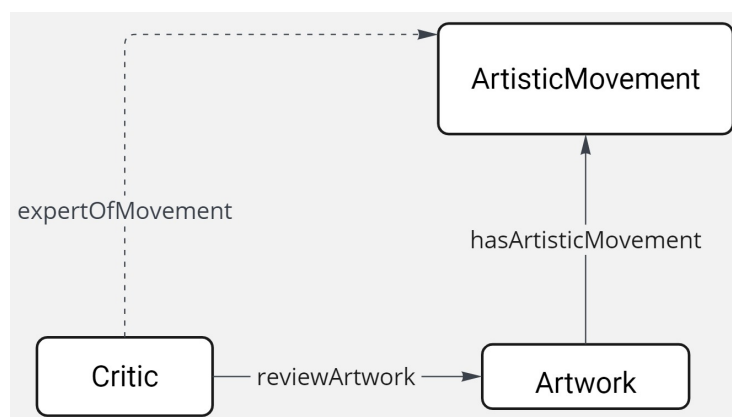 ArtisticMovement
expertOfMovement
hasArtisticMovement
Critic
reviewArtwork
Artwork